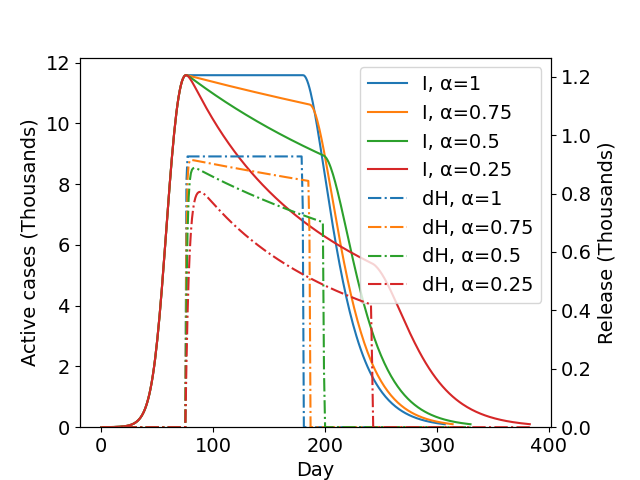 12
10
8
6
4
2
0
Active cases (Thousands)
1.2
1.0
0.8
0.6
0.4
0.2
0.0
Release (Thousands)
I, α=1
I, α=0.75
I, α=0.5
I, α=0.25
dH, α=1
dH, α=0.75
dH, α=0.5
dH, α=0.25
0 100 200 300 400
Day